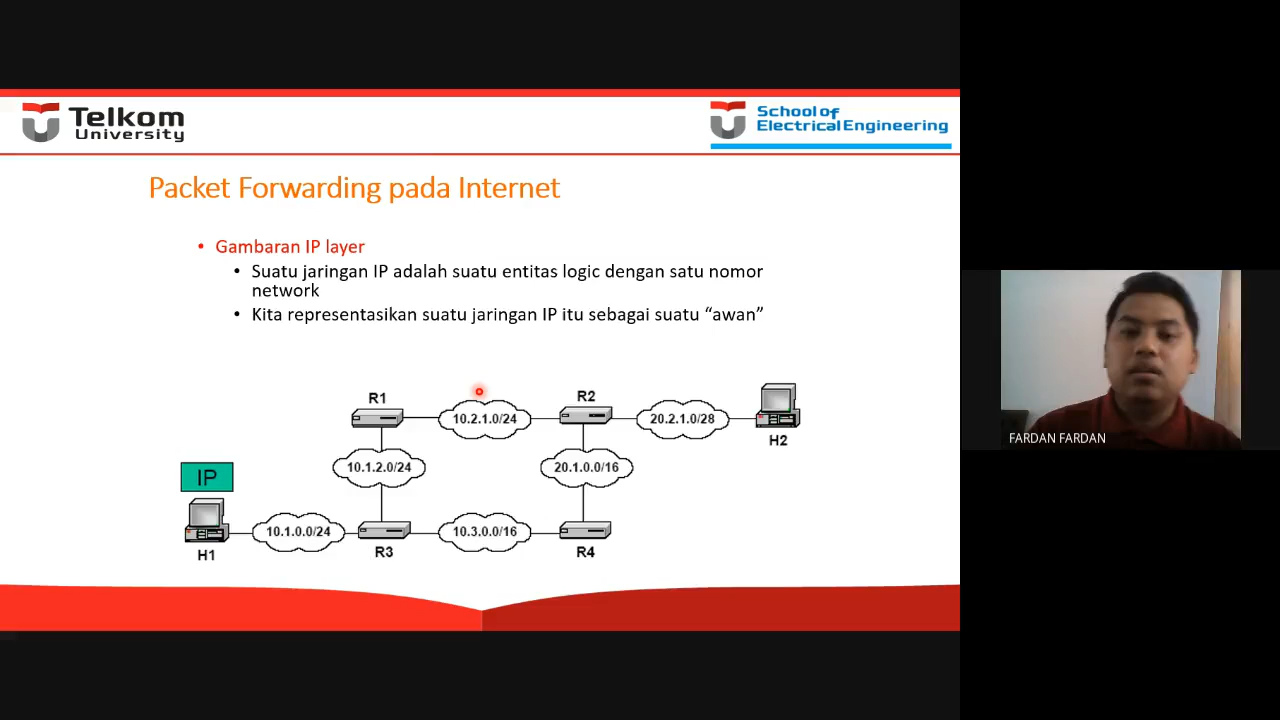 Telkom
University
School of
Electrical Engineering
Packet Forwarding pada Internet
• Gambaran IP layer
• Suatu jaringan IP adalah suatu entitas logic dengan satu nomor
network
• Kita representasikan suatu jaringan IP itu sebagai suatu “awan”
R1
10.2.1.0/24
R2
20.2.1.0/28
H2
10.1.2.0/24
20.1.0.0/16
IP
H1
10.1.0.0/24
R3
10.3.0.0/16
R4
FARDAN FARDAN